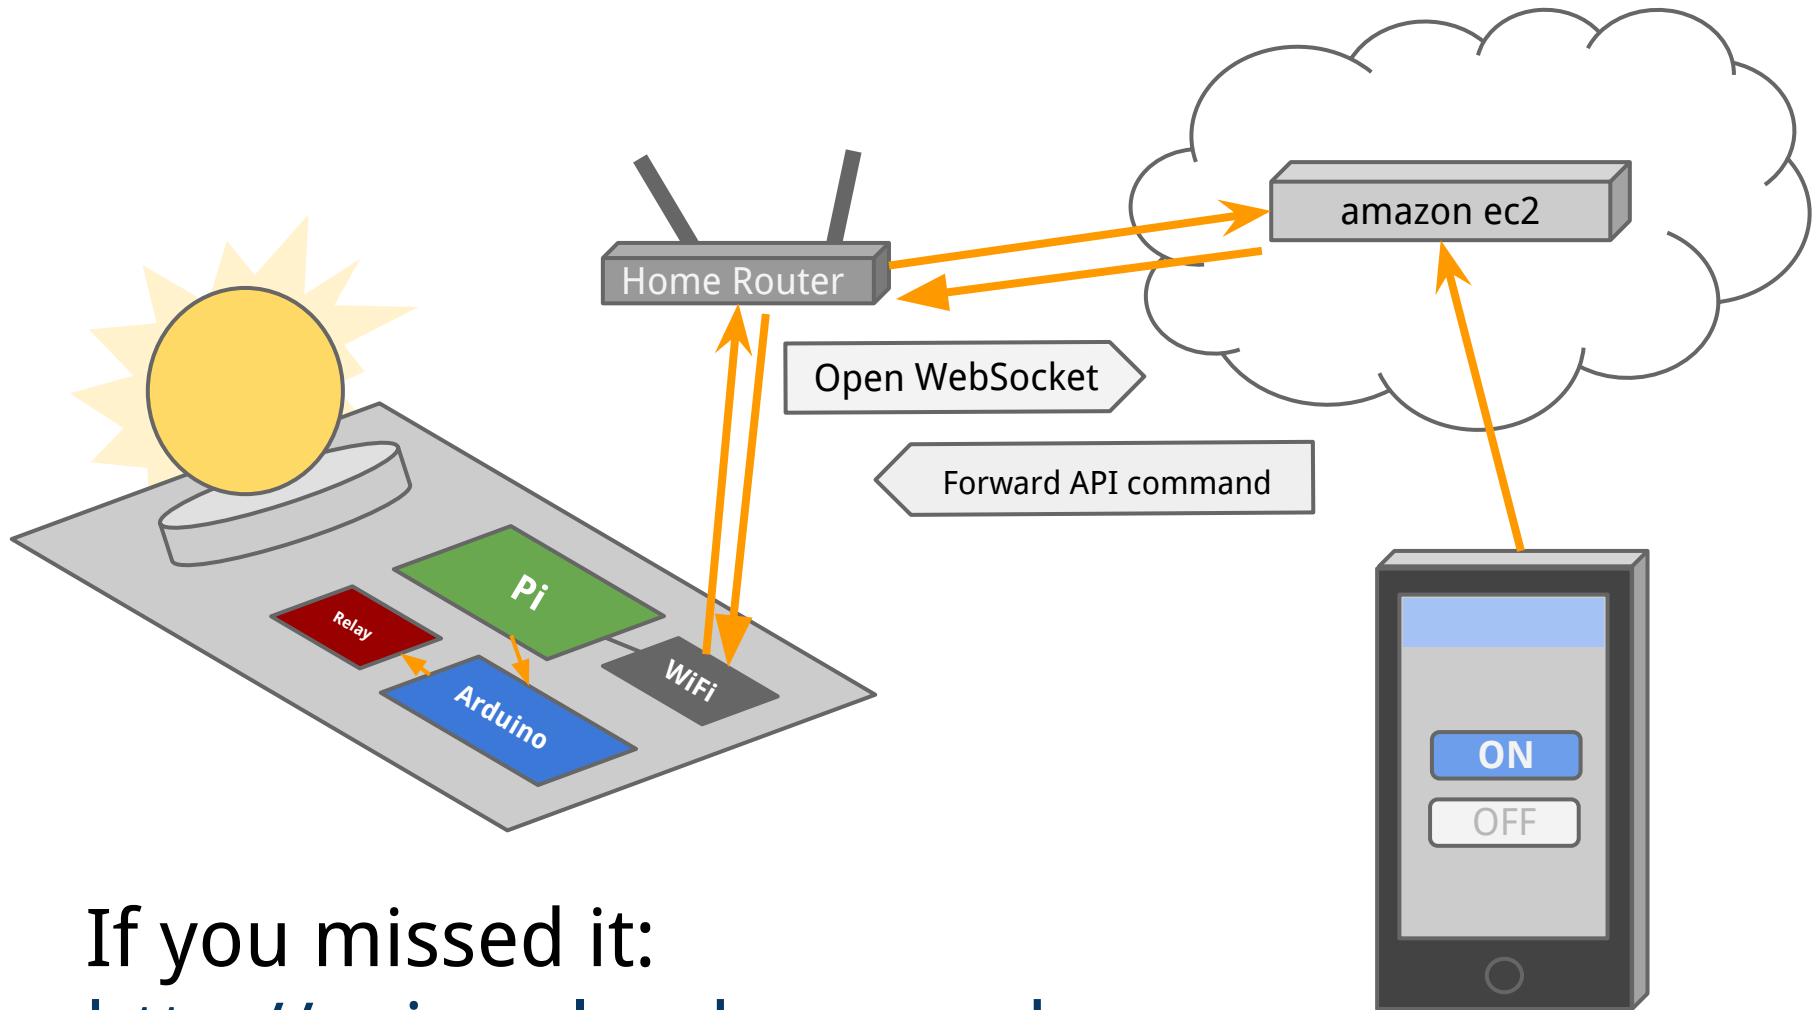 amazon ec2
Home Router
Open WebSocket
Forward API command
Pi
Relay
WiFi
Arduino
ON
OFF
If you missed it: